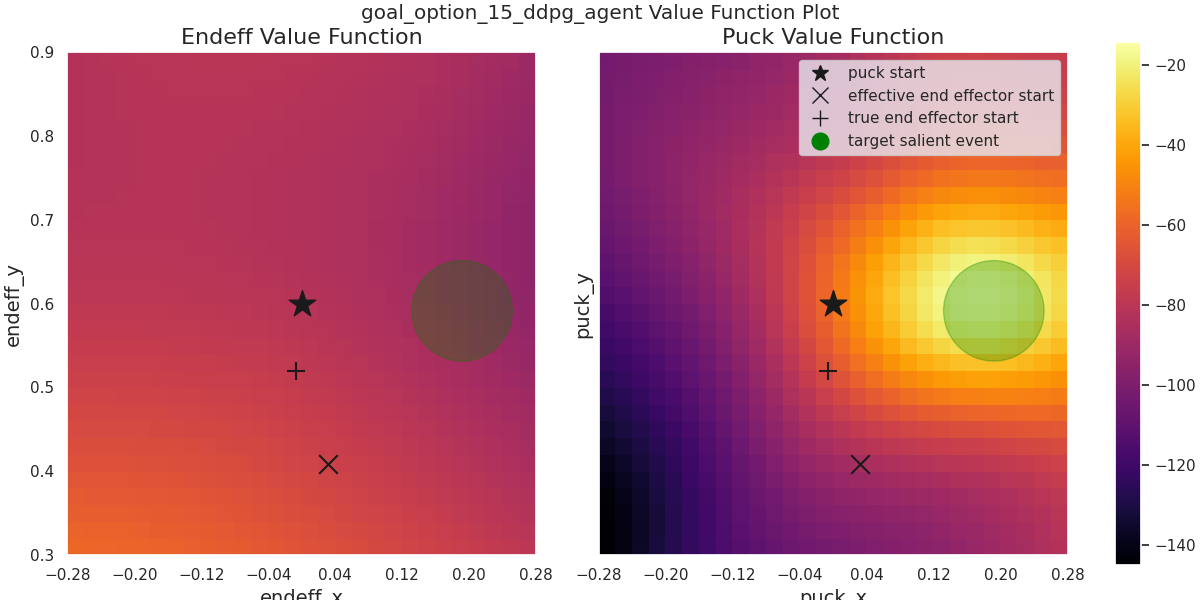 goal_option_15_ddpg_agent Value Function Plot
Endeff Value Function
Puck Value Function
0.9
0.8
0.7
0.6
0.5
0.4
0.3
endeff_y
−0.28 −0.20 −0.12 −0.04 0.04 0.12 0.20 0.28
endeff_x
puck start
effective end effector start
true end effector start
target salient event
puck_y
−0.28 −0.20 −0.12 −0.04 0.04 0.12 0.20 0.28
puck_x
−20
−40
−60
−80
−100
−120
−140